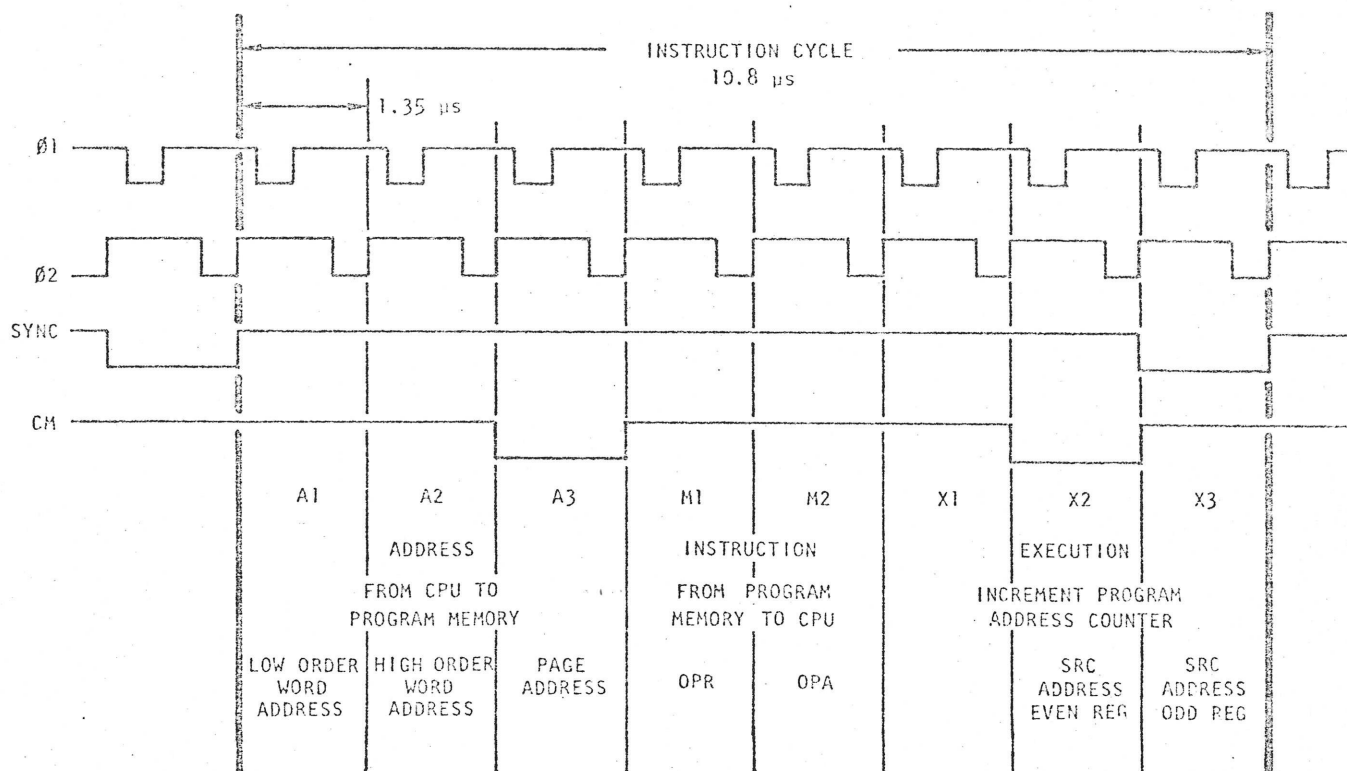 INSTRUCTION CYCLE
10.8 µs
1.35 µs
Ø1
Ø2
SYNC
CM
A1 A2 A3 M1 M2 X1 X2 X3
ADDRESS INSTRUCTION EXECUTION
FROM CPU TO
PROGRAM MEMORY
FROM PROGRAM
MEMORY TO CPU
INCREMENT PROGRAM
ADDRESS COUNTER
LOW ORDER
WORD
ADDRESS
HIGH ORDER
WORD
ADDRESS
PAGE
ADDRESS
OPR
OPA
SRC
ADDRESS
EVEN REG
SRC
ADDRESS
ODD REG